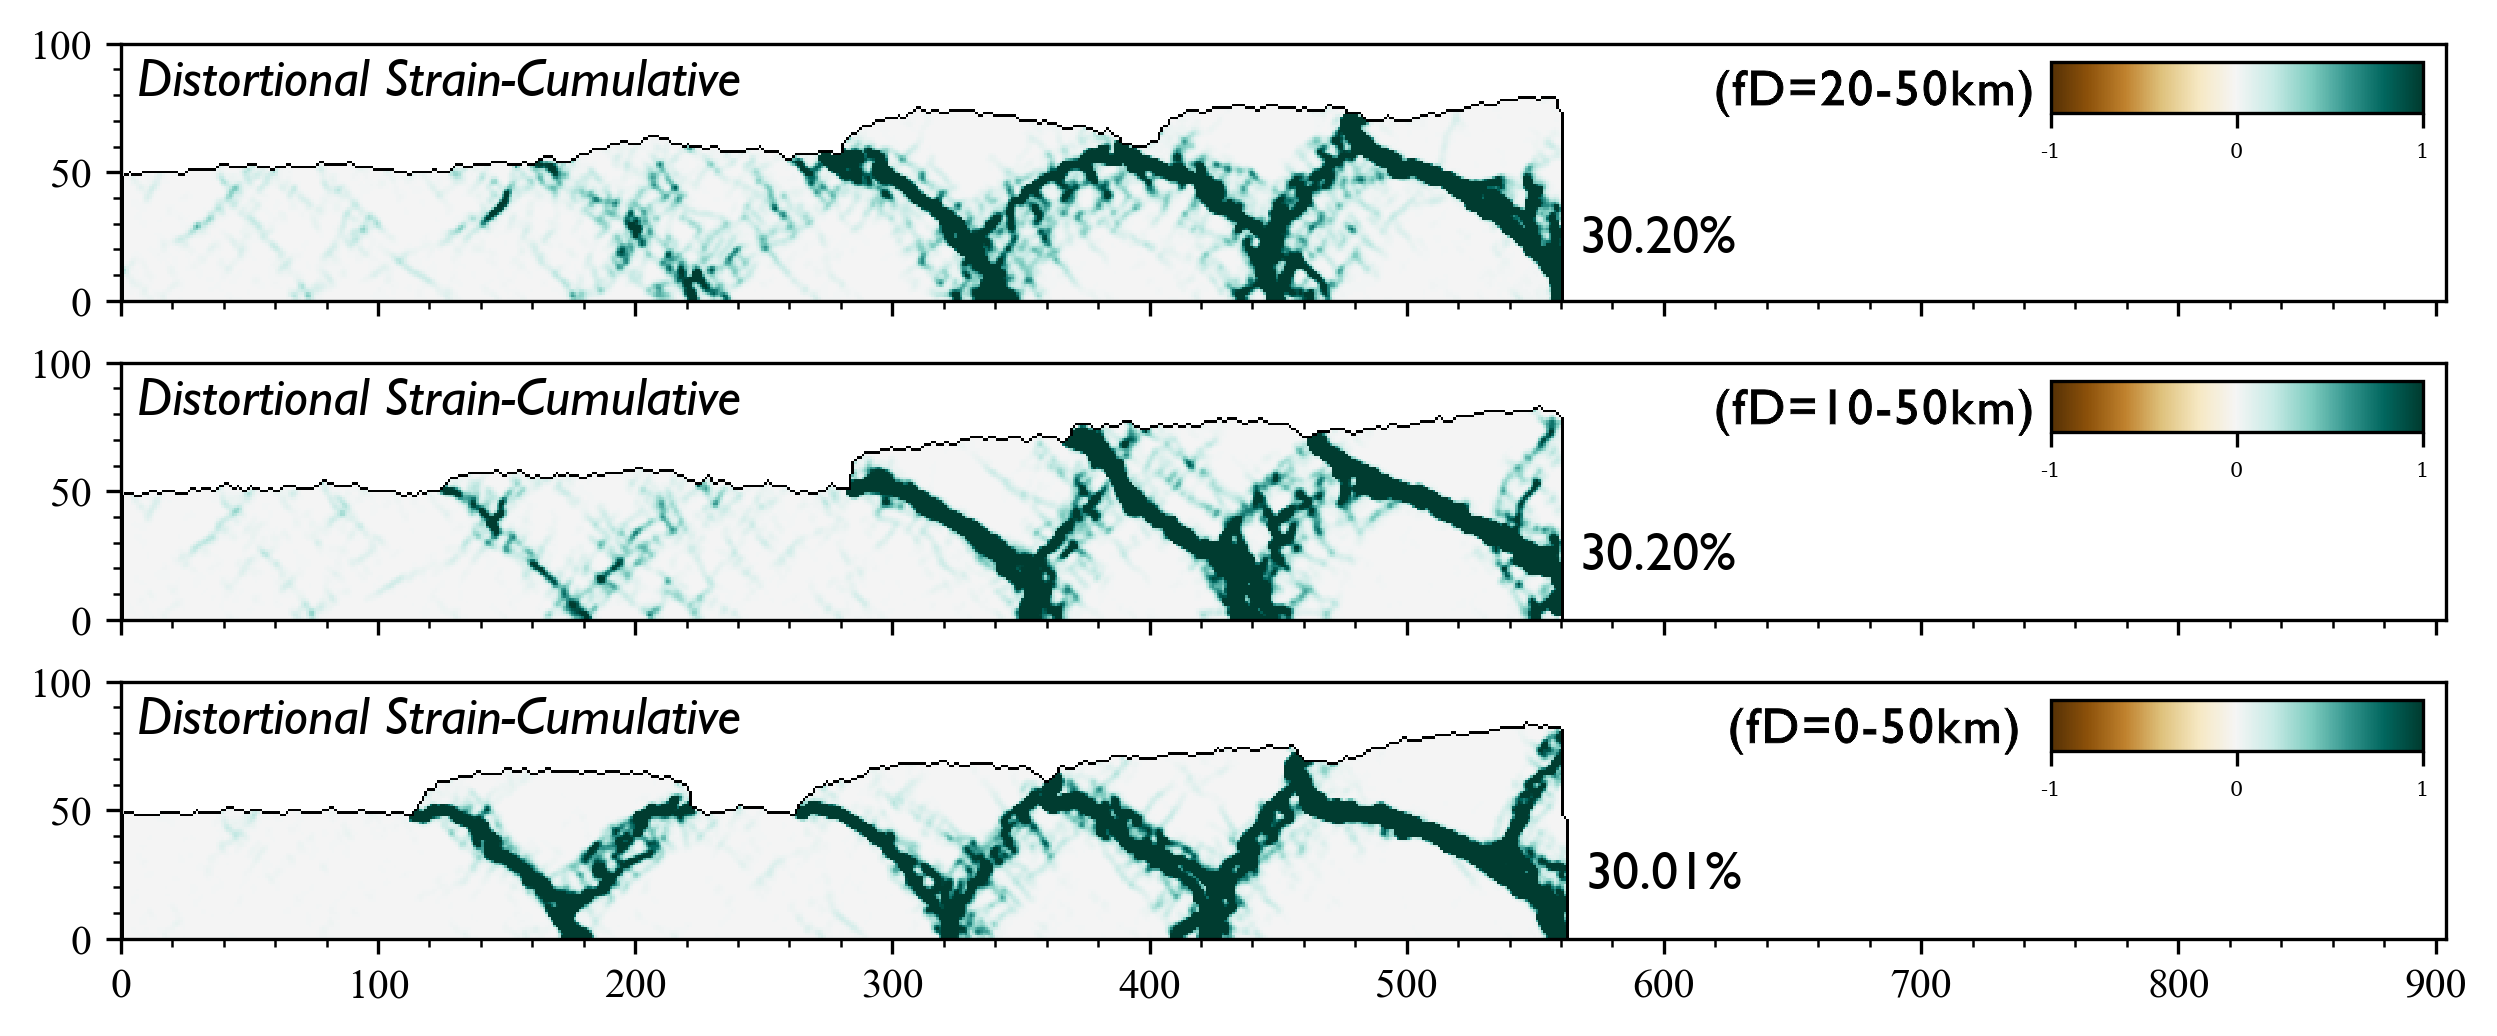 100
Distortional Strain-Cumulative
(fD=20-50km)
-1 0 1
50
30.20%
0
100
Distortional Strain-Cumulative
(fD=10-50km)
-1 0 1
50
30.20%
0
100
Distortional Strain-Cumulative
(fD=0-50km)
-1 0 1
50
30.01%
0
0 100 200 300 400 500 600 700 800 900